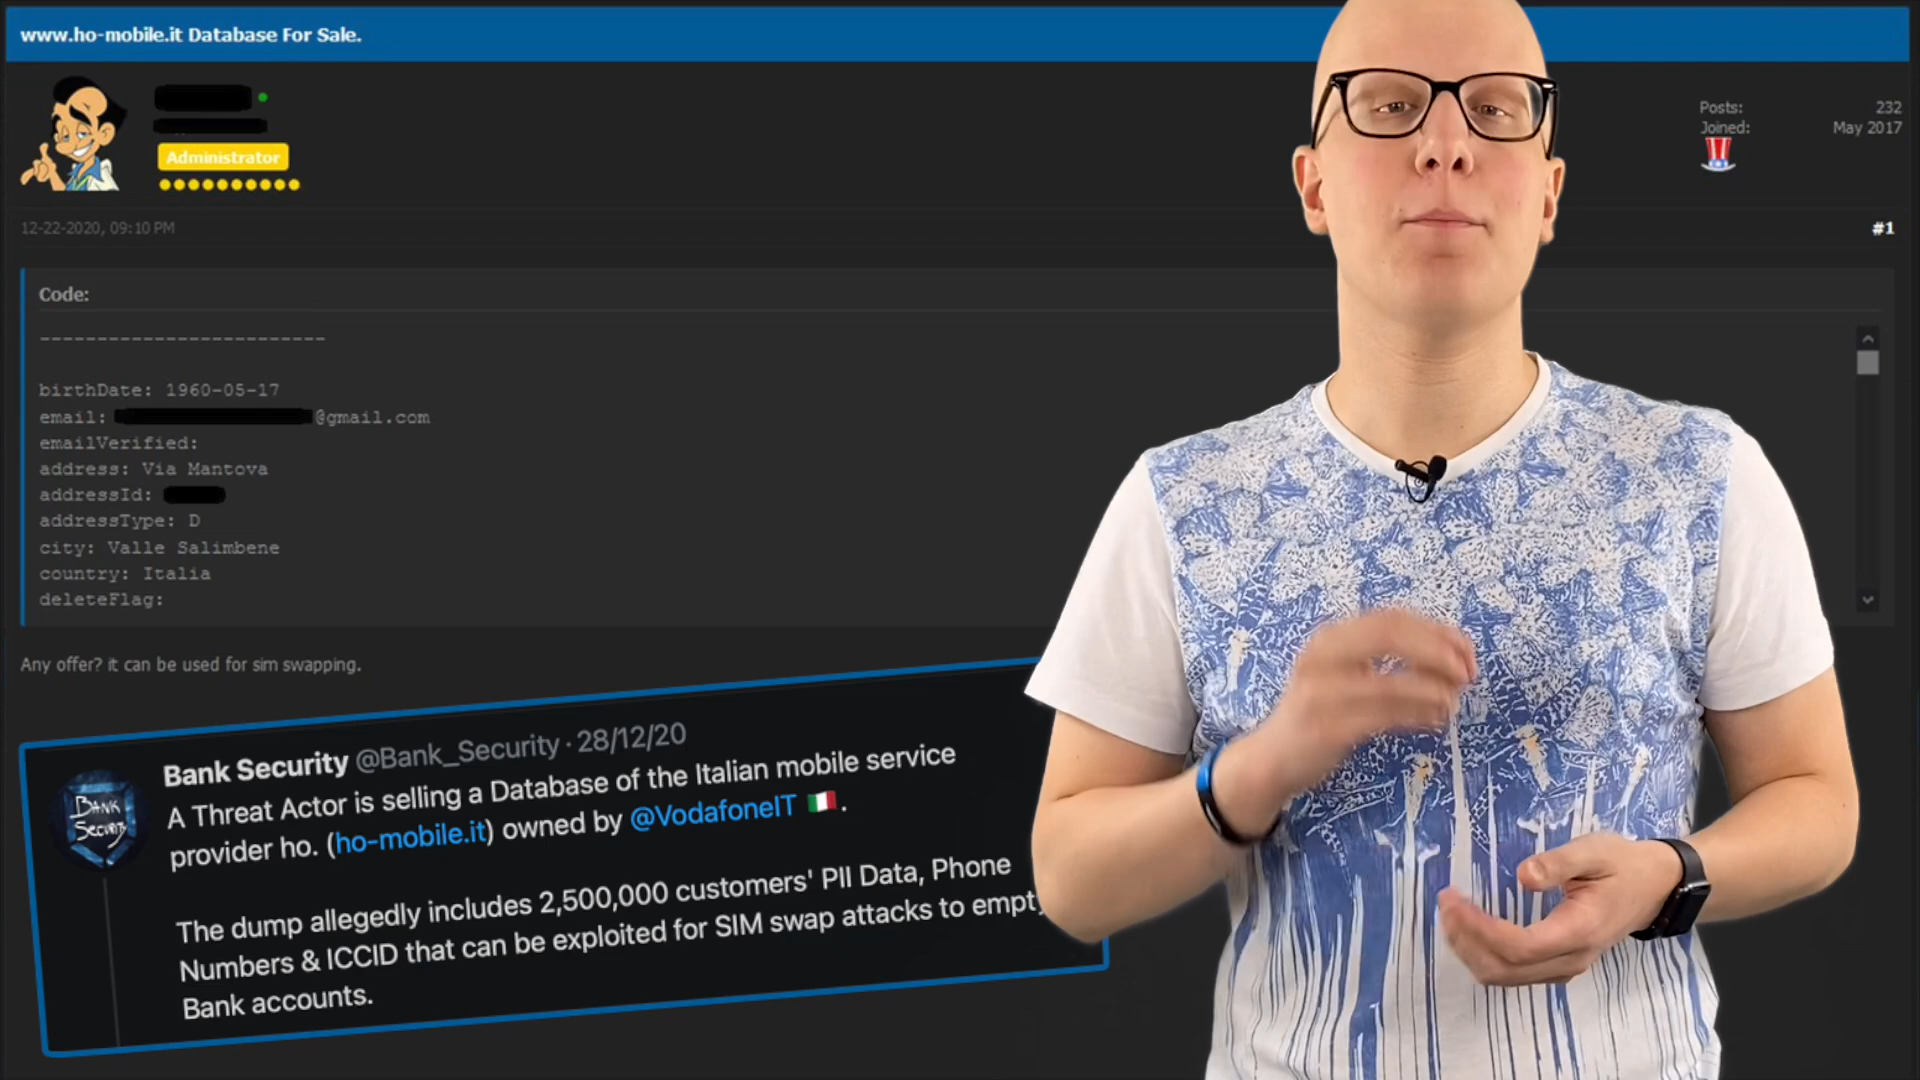 www.ho-mobile.it Database For Sale.
Administrator
Posts: 232
Joined: May 2017
12-22-2020, 09:10 PM
#1
Code:
-------------------------
birthDate: 1960-05-17
email: @gmail.com
emailVerified:
address: Via Mantova
addressId:
addressType: D
city: Valle Salimbene
country: Italia
deleteFlag:
Any offer? it can be used for sim swapping.
BANK
SECURITY
Bank Security @Bank_Security · 28/12/20
A Threat Actor is selling a Database of the Italian mobile service
provider ho. (ho-mobile.it) owned by @VodafoneIT 🇮🇹.
The dump allegedly includes 2,500,000 customers' PII Data, Phone
Numbers & ICCID that can be exploited for SIM swap attacks to empty
Bank accounts.